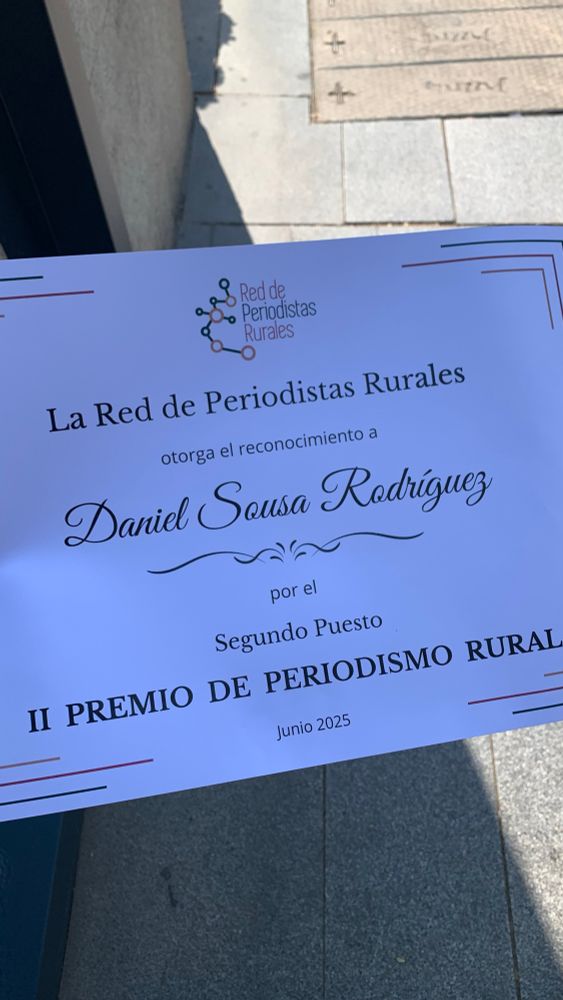 Red de
Periodistas
Rurales
La Red de Periodistas Rurales
otorga el reconocimiento a
Daniel Sousa Rodríguez
por el
Segundo Puesto
II PREMIO DE PERIODISMO RURAL
Junio 2025